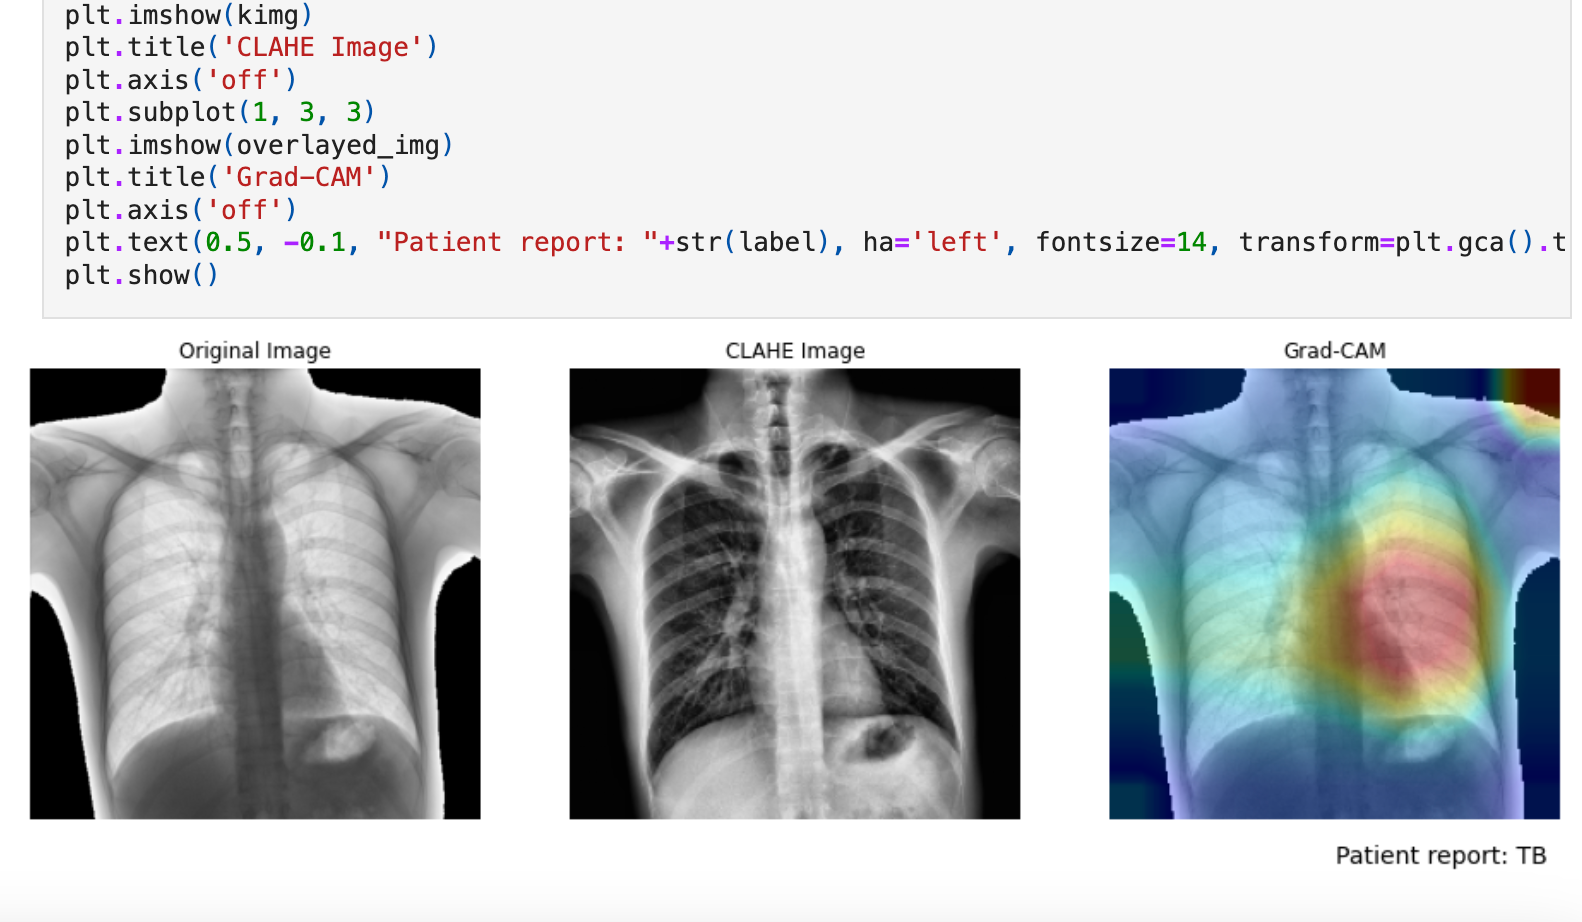 plt.imshow(kimg)
plt.title('CLAHE Image')
plt.axis('off')
plt.subplot(1, 3, 3)
plt.imshow(overlayed_img)
plt.title('Grad-CAM')
plt.axis('off')
plt.text(0.5, -0.1, "Patient report: "+str(label), ha='left', fontsize=14, transform=plt.gca().t
plt.show()
Original Image
CLAHE Image
Grad-CAM
Patient report: TB